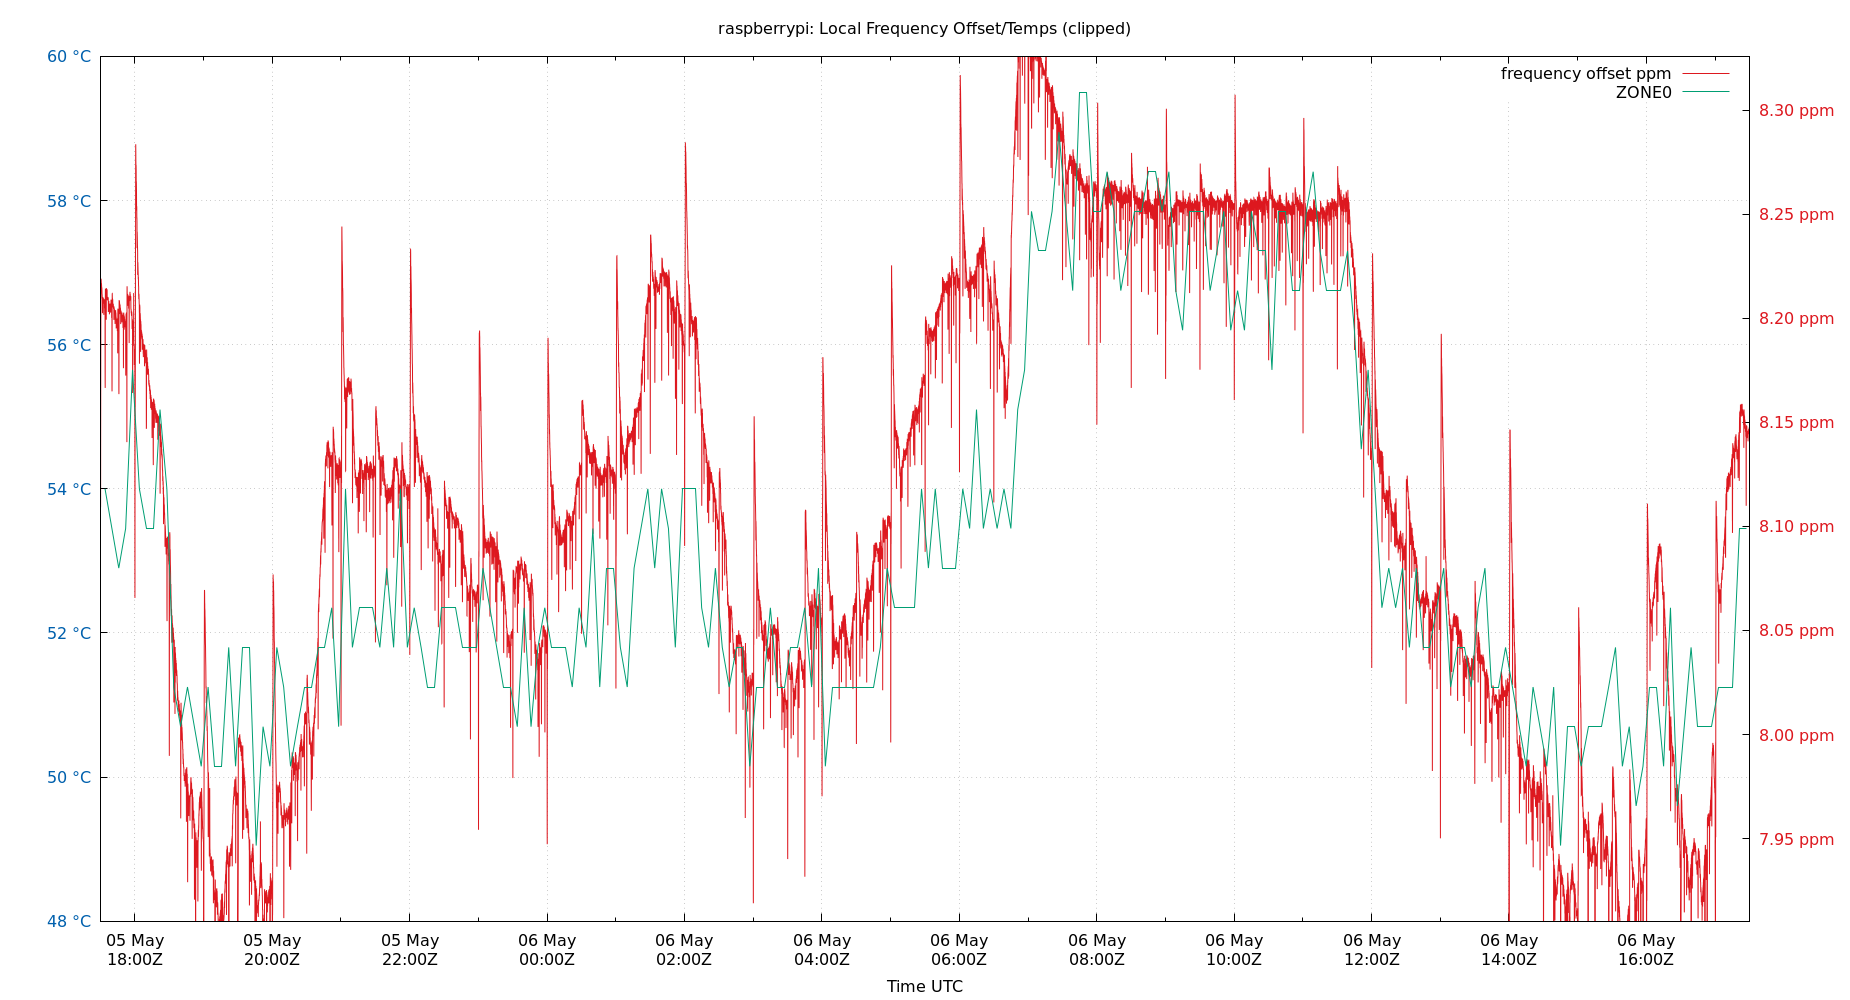 raspberrypi: Local Frequency Offset/Temps (clipped)
60 °C
58 °C
56 °C
54 °C
52 °C
50 °C
48 °C
frequency offset ppm
ZONE0
8.30 ppm
8.25 ppm
8.20 ppm
8.15 ppm
8.10 ppm
8.05 ppm
8.00 ppm
7.95 ppm
05 May 05 May 05 May 06 May 06 May 06 May 06 May 06 May 06 May 06 May 06 May 06 May
18:00Z 20:00Z 22:00Z 00:00Z 02:00Z 04:00Z 06:00Z 08:00Z 10:00Z 12:00Z 14:00Z 16:00Z
Time UTC